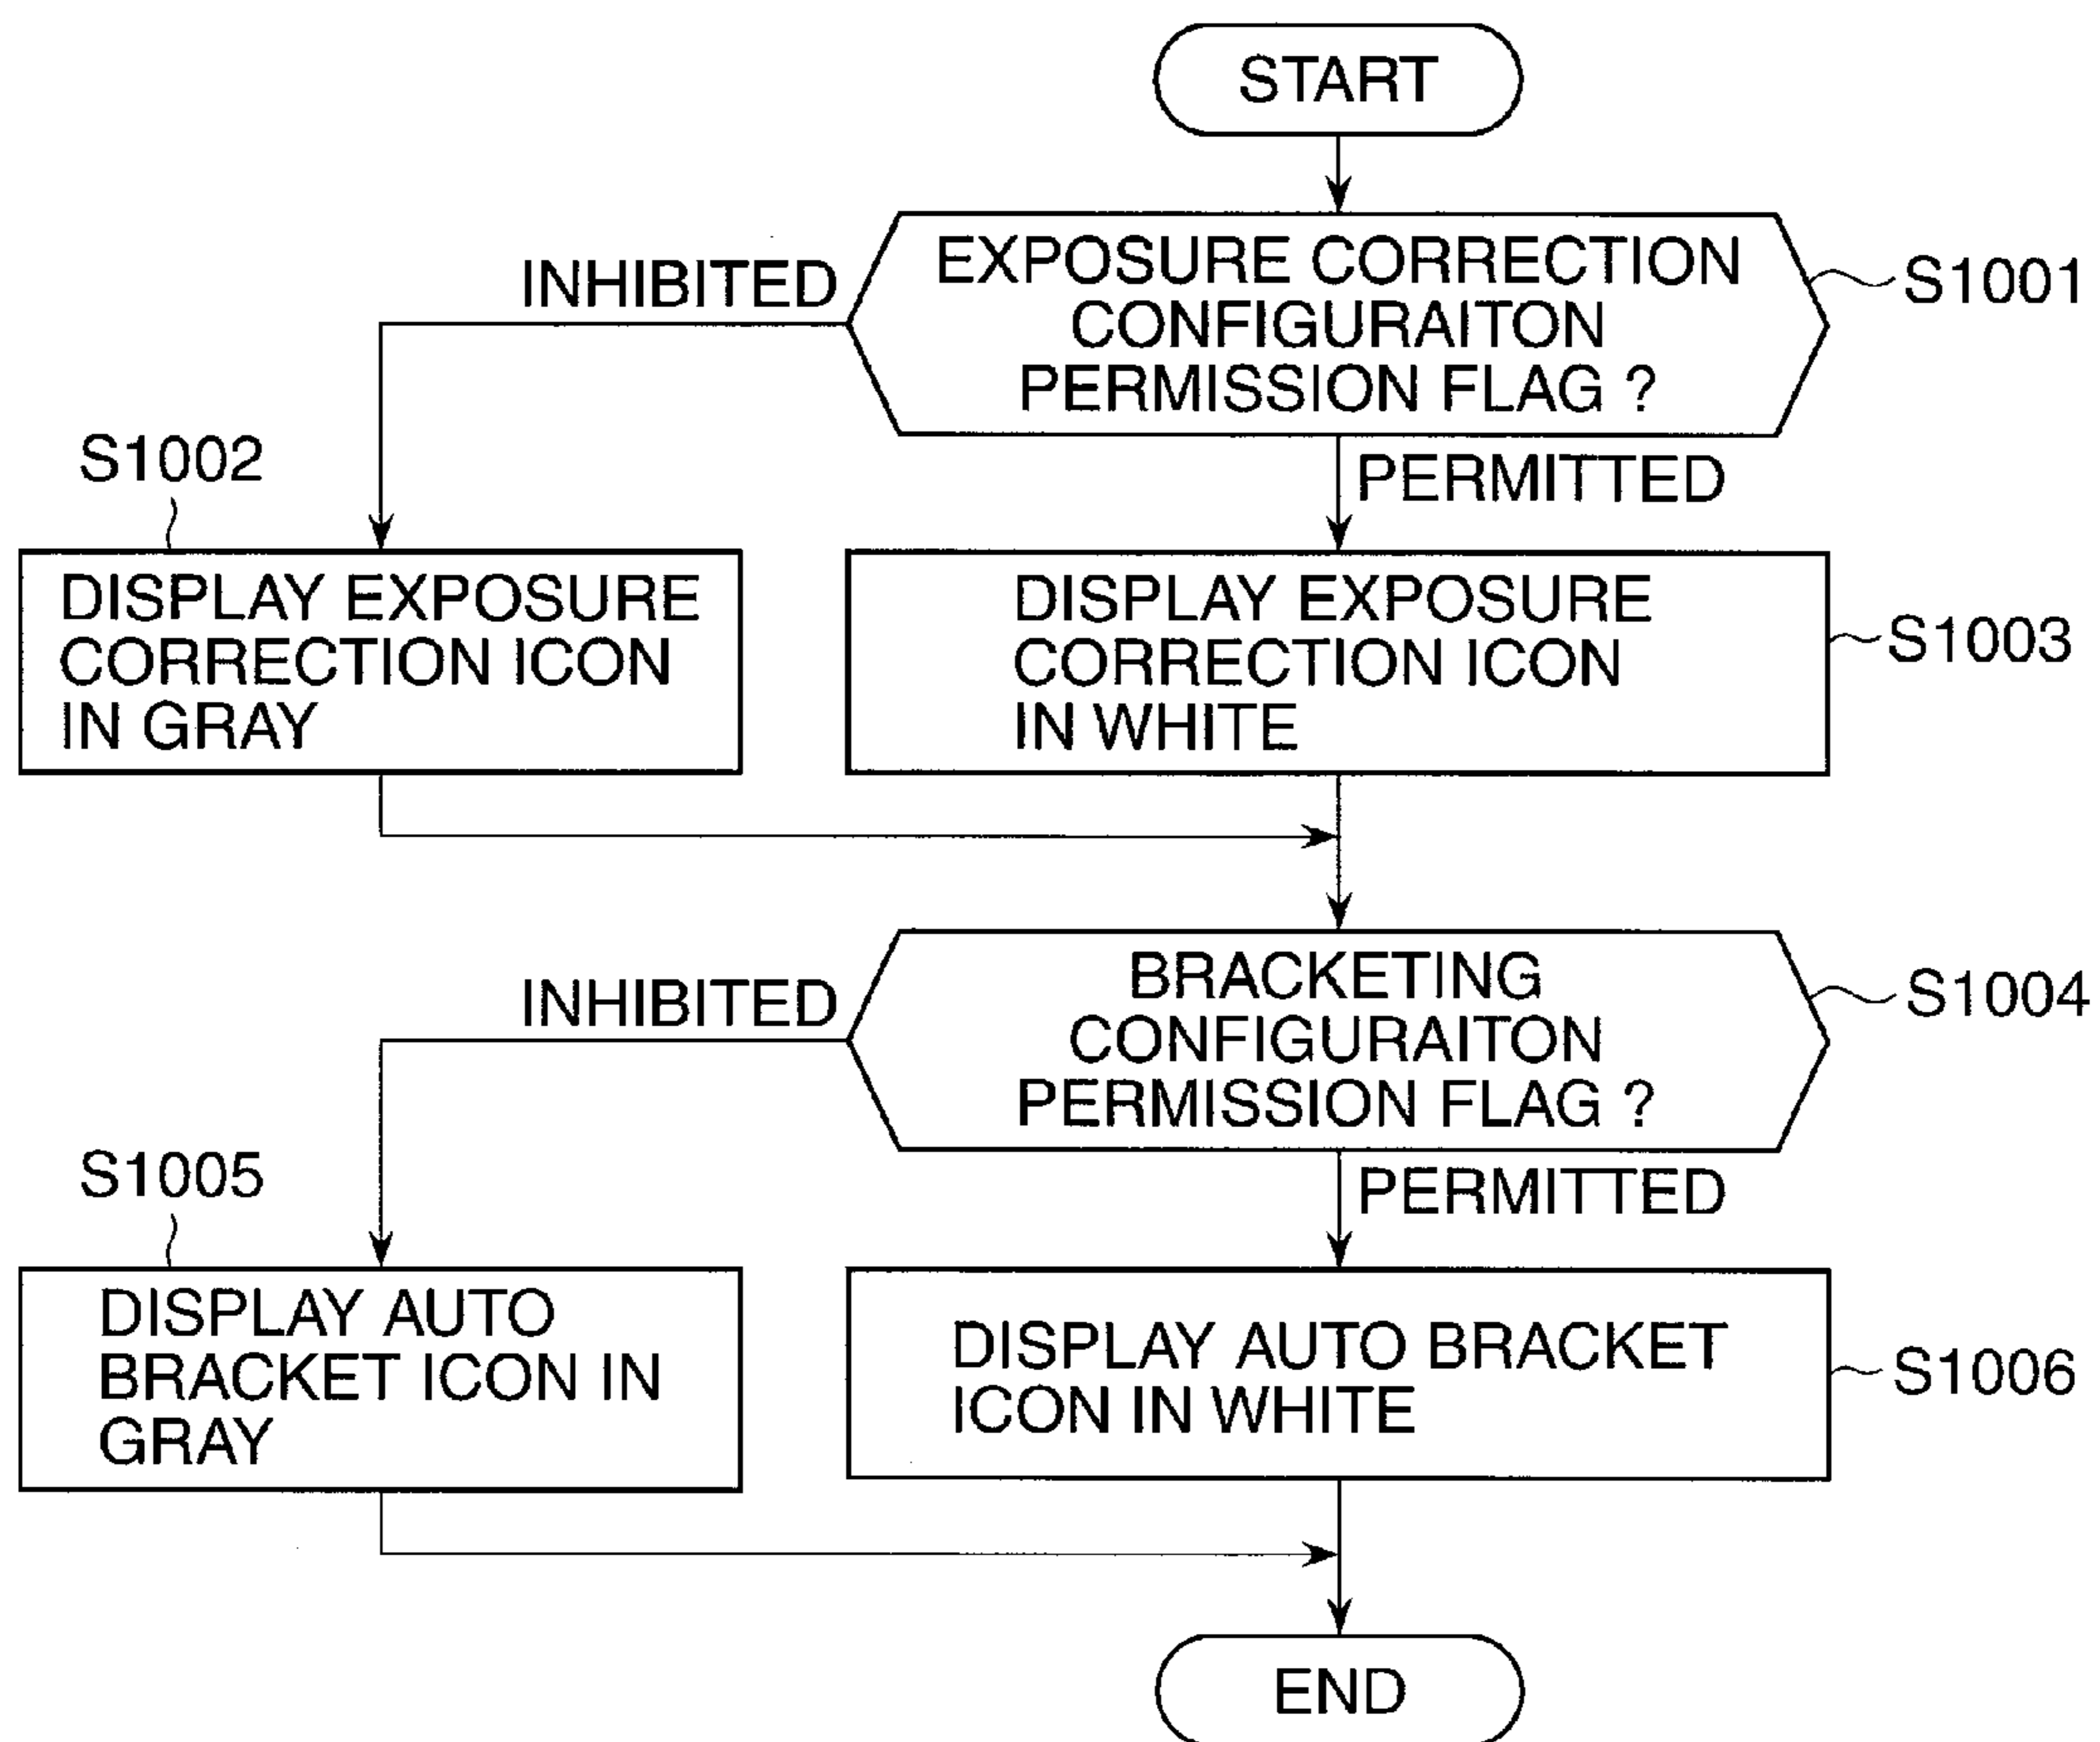 START
INHIBITED
EXPOSURE CORRECTION
CONFIGURAITON
PERMISSION FLAG ?
S1001
S1002
PERMITTED
DISPLAY EXPOSURE
CORRECTION ICON
IN GRAY
DISPLAY EXPOSURE
CORRECTION ICON
IN WHITE
S1003
INHIBITED
BRACKETING
CONFIGURAITON
PERMISSION FLAG ?
S1004
S1005
PERMITTED
DISPLAY AUTO
BRACKET ICON IN
GRAY
DISPLAY AUTO BRACKET
ICON IN WHITE
S1006
END